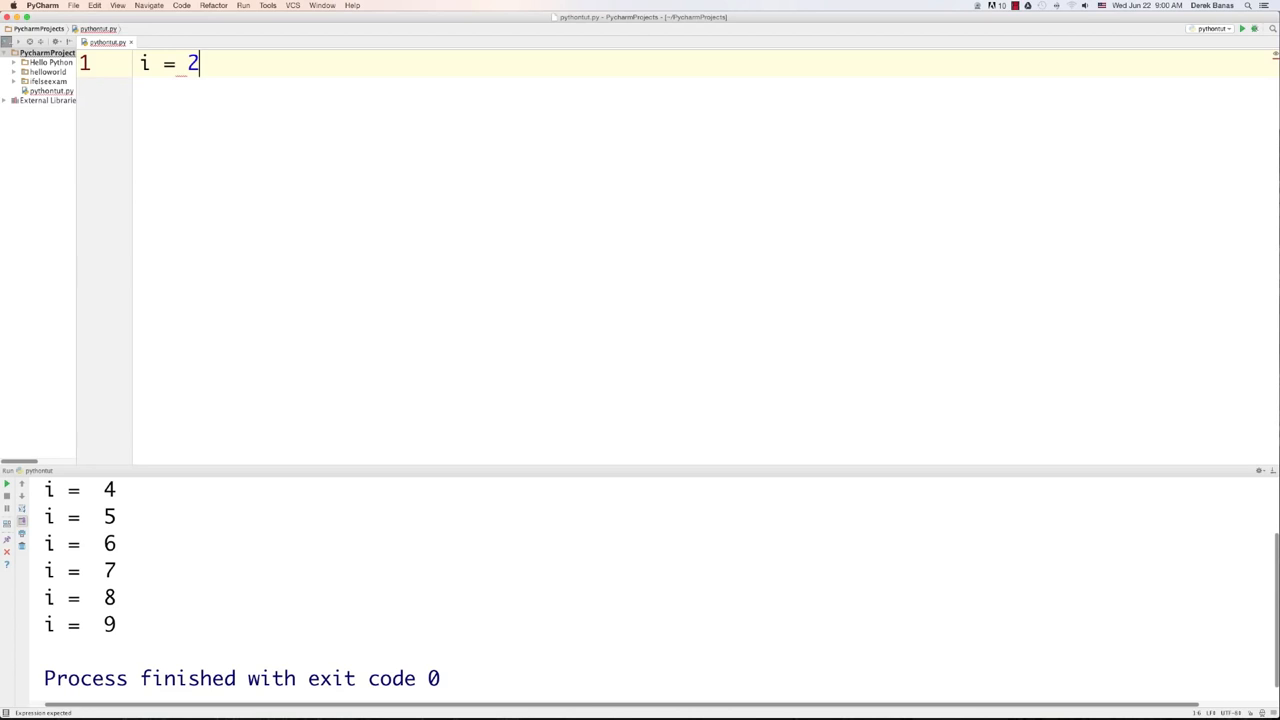 PyCharm File Edit View Navigate Code Refactor Run Tools VCS Window Help 10 Wed Jun 22 9:00 AM Derek Banas
pythontut.py - PycharmProjects - [~/PycharmProjects]
PycharmProjects pythontut.py pythontut
pythontut.py
PycharmProject
Hello Python
helloworld
ifelseexam
pythontut.py
External Librarie
1 i = 2
Run pythontut
i = 4
i = 5
i = 6
i = 7
i = 8
i = 9
Process finished with exit code 0
Expression expected 1:6 LF UTF-8